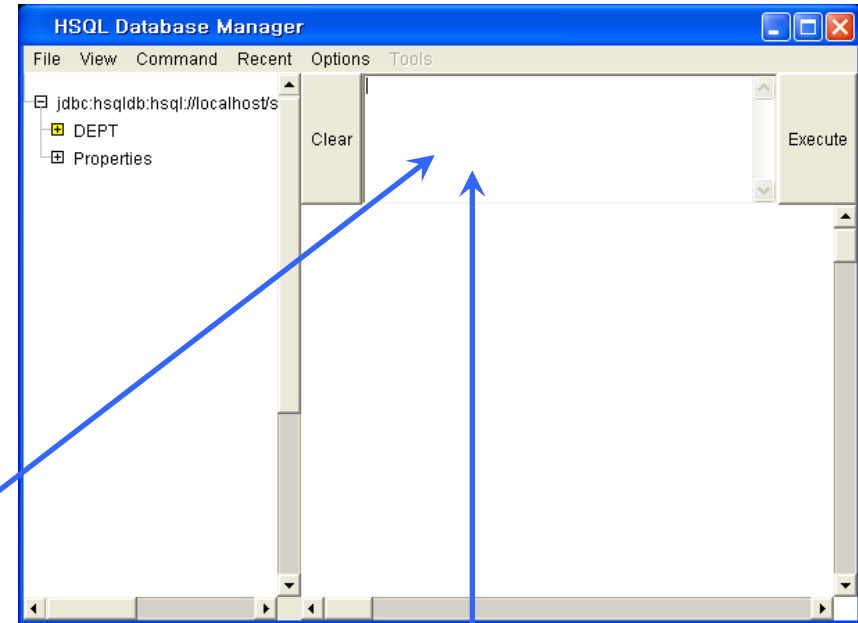 HSQL Database Manager
File View Command Recent Options Tools
jdbc:hsqldb:hsql://localhost/s
DEPT
Properties
Clear
Execute